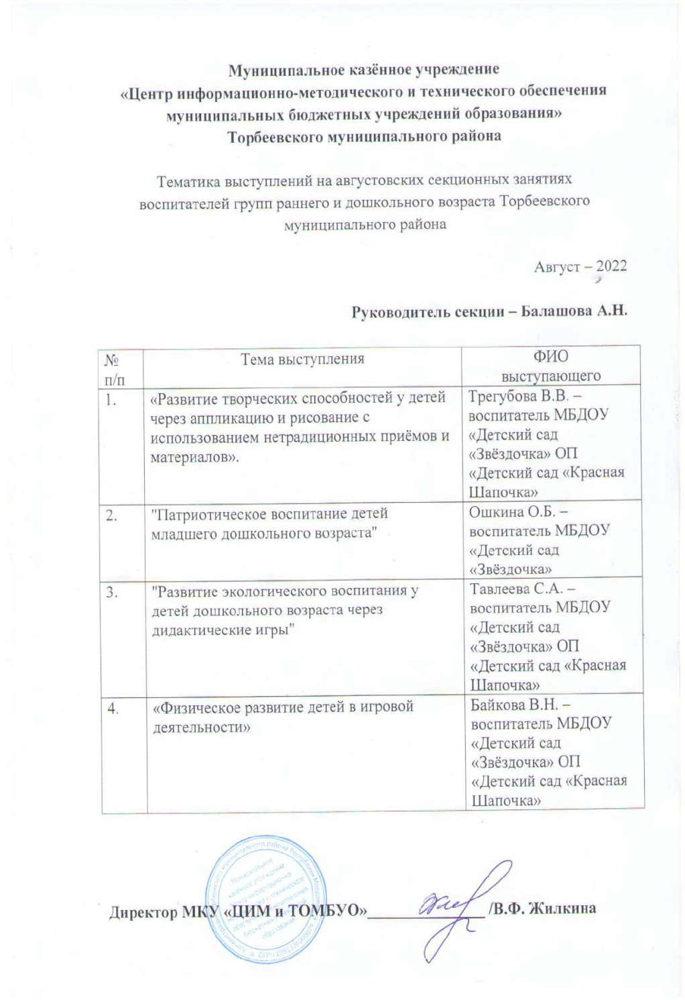 Муниципальное казённое учреждение
«Центр информационно-методического и технического обеспечения
муниципальных бюджетных учреждений образования»
Торбеевского муниципального района
Тематика выступлений на августовских секционных занятиях
воспитателей групп раннего и дошкольного возраста Торбеевского
муниципального района
Август – 2022
Руководитель секции – Балашова А.Н.
№
п/п
Тема выступления
ФИО
выступающего
1.
«Развитие творческих способностей у детей
через аппликацию и рисование с
использованием нетрадиционных приёмов и
материалов».
Трегубова В.В. –
воспитатель МБДОУ
«Детский сад
«Звёздочка» ОП
«Детский сад «Красная
Шапочка»
2.
"Патриотическое воспитание детей
младшего дошкольного возраста"
Ошкина О.Б. –
воспитатель МБДОУ
«Детский сад
«Звёздочка»
3.
"Развитие экологического воспитания у
детей дошкольного возраста через
дидактические игры"
Тавлеева С.А. –
воспитатель МБДОУ
«Детский сад
«Звёздочка» ОП
«Детский сад «Красная
Шапочка»
4.
«Физическое развитие детей в игровой
деятельности»
Байкова В.Н. –
воспитатель МБДОУ
«Детский сад
«Звёздочка» ОП
«Детский сад «Красная
Шапочка»
Муниципальное
казённое учреждение
образования
Директор МКУ «ЦИМ и ТОМБУО»______________ /В.Ф. Жилкина